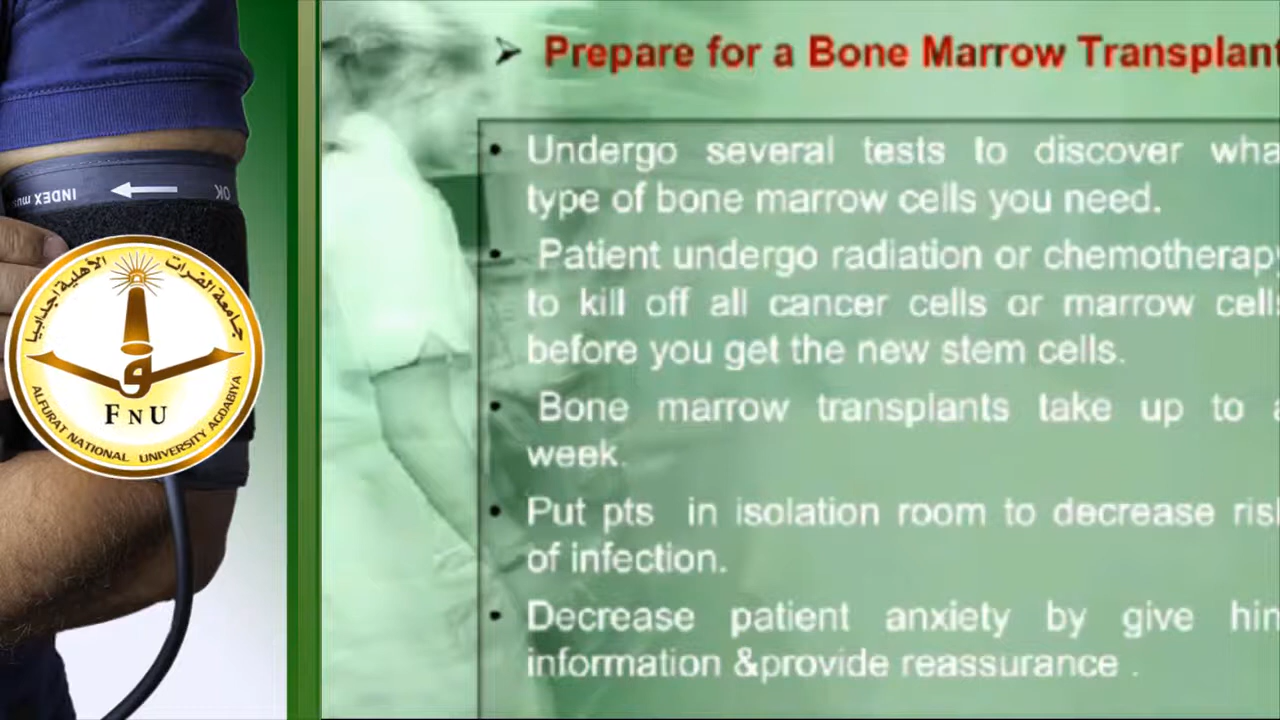 ➢ Prepare for a Bone Marrow Transplant
• Undergo several tests to discover wha
type of bone marrow cells you need.
• Patient undergo radiation or chemotherapy
to kill off all cancer cells or marrow cell
before you get the new stem cells.
• Bone marrow transplants take up to a
week.
• Put pts in isolation room to decrease ris
of infection.
• Decrease patient anxiety by give him
information &provide reassurance .
INDEX
OK
جامعة الفرات الأهلية اجدابيا
FNU
ALFURAT NATIONAL UNIVERSITY AGDABIYA